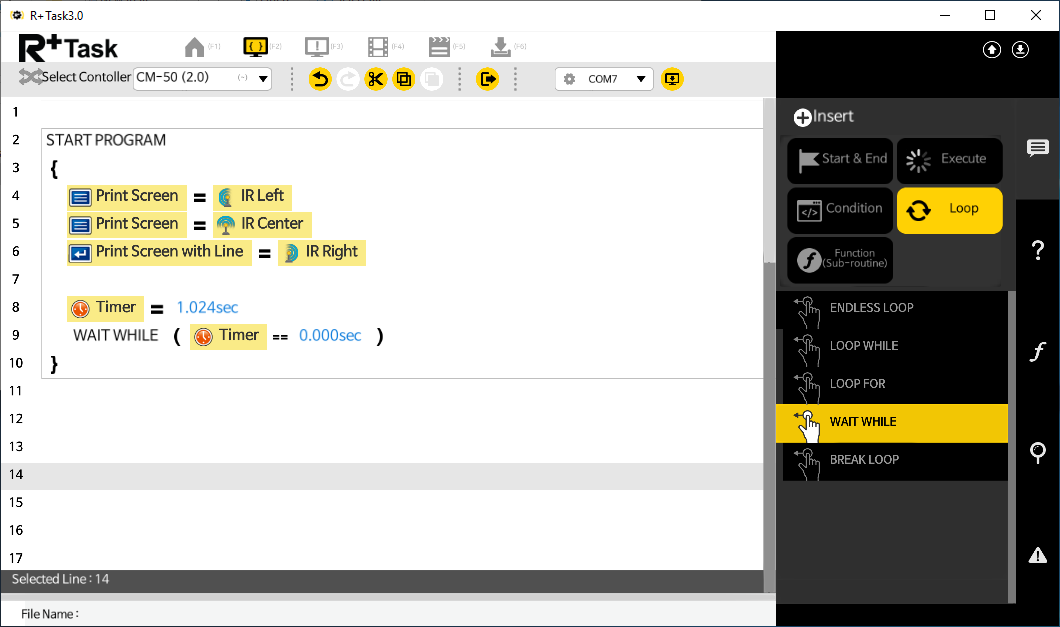 R+ Task3.0
R+Task
(F1) { } (F2) ! (F3) (F4) (F5) (F6)
Select Contoller CM-50 (2.0) (~) COM7
1
2 START PROGRAM
3 {
4 Print Screen = IR Left
5 Print Screen = IR Center
6 Print Screen with Line = IR Right
7
8 Timer = 1.024sec
9 WAIT WHILE ( Timer == 0.000sec )
10 }
11
12
13
14
15
16
17
Selected Line : 14
File Name :
Insert
Start & End Execute
Condition Loop
Function
(Sub-routine)
ENDLESS LOOP
LOOP WHILE
LOOP FOR
WAIT WHILE
BREAK LOOP
?
f
!